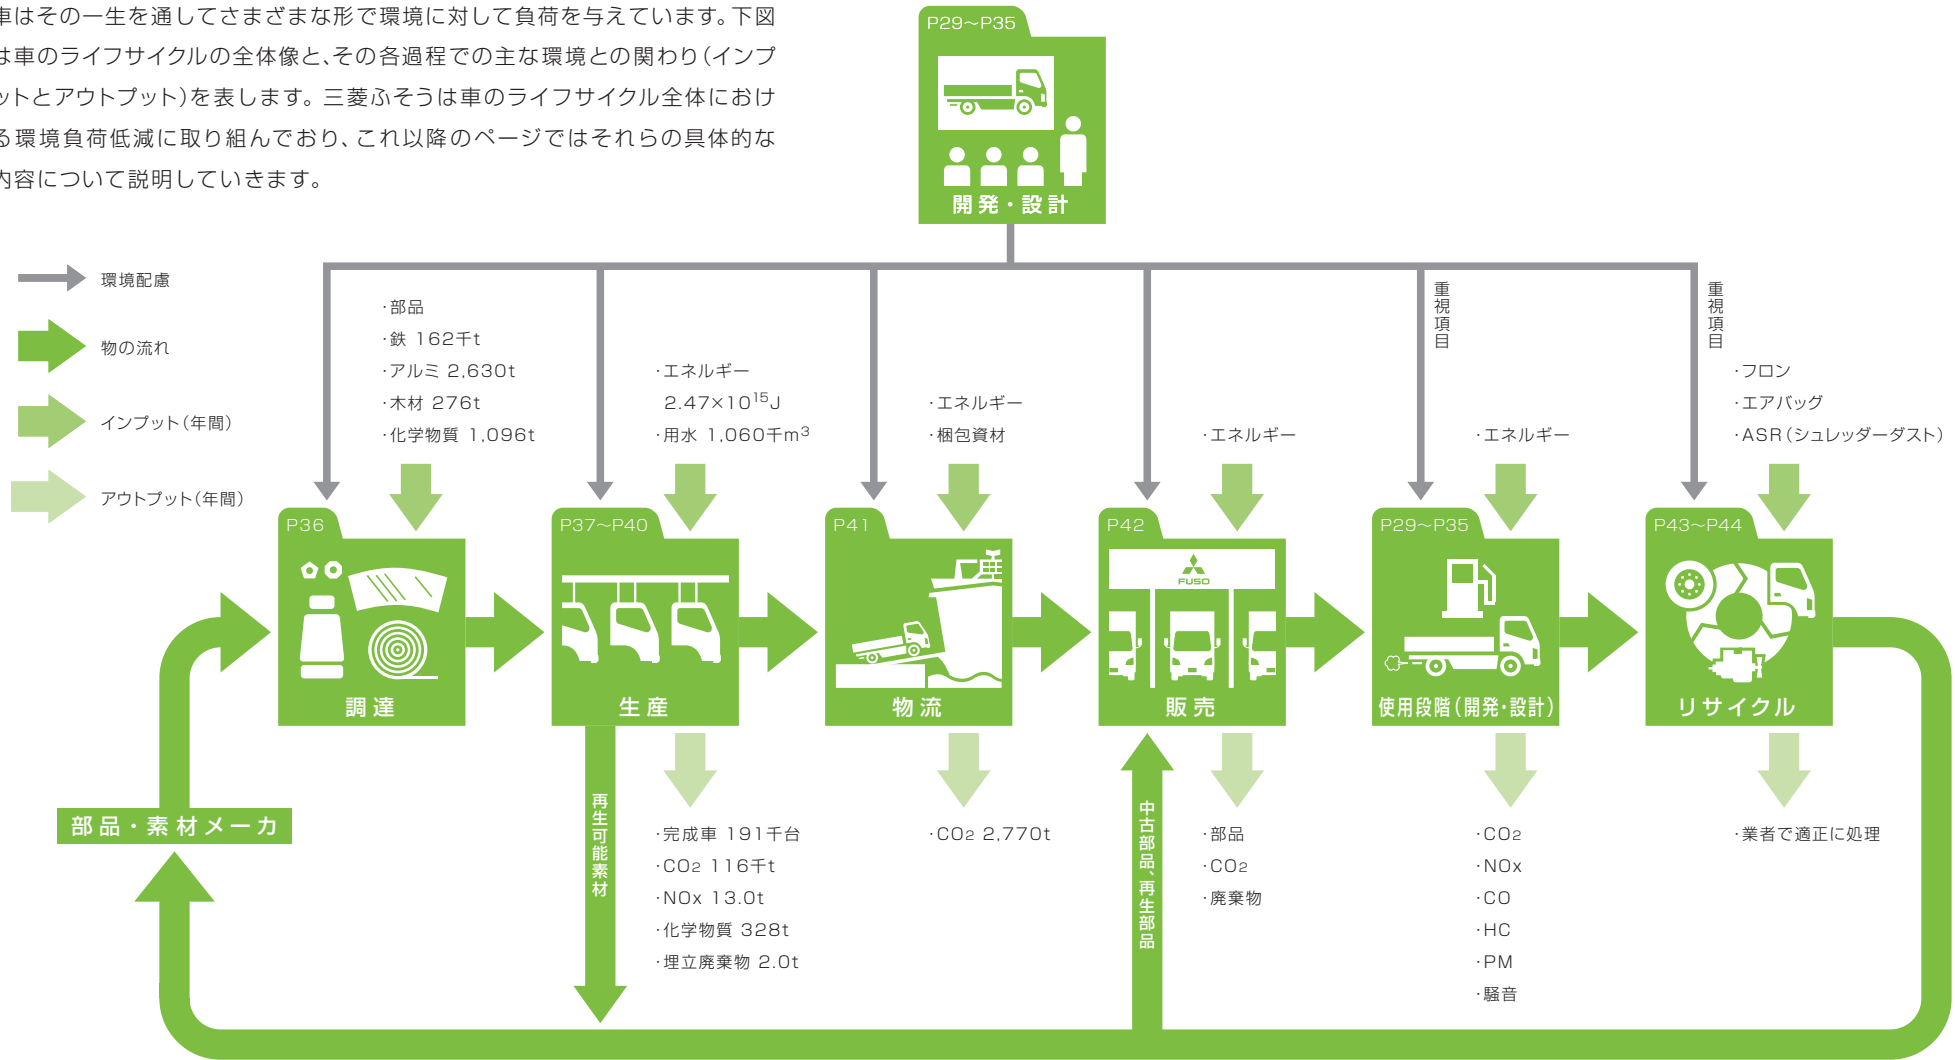 車はその一生を通してさまざまな形で環境に対して負荷を与えています。下図
は車のライフサイクルの全体像と、その各過程での主な環境との関わり（インプ
ットとアウトプット）を表します。三菱ふそうは車のライフサイクル全体におけ
る環境負荷低減に取り組んでおり、これ以降のページではそれらの具体的な
内容について説明していきます。
P29～P35
開発・設計
環境配慮
物の流れ
インプット（年間）
アウトプット（年間）
・部品
・鉄 162千t
・アルミ 2,630t
・木材 276t
・化学物質 1,096t
・エネルギー
2.47×10¹⁵J
・用水 1,060千m³
・エネルギー
・梱包資材
・エネルギー
重視項目
・エネルギー
重視項目
・フロン
・エアバッグ
・ASR（シュレッダーダスト）
P36
調達
P37～P40
生産
P41
物流
P42
FUSO
販売
P29～P35
使用段階（開発・設計）
P43～P44
リサイクル
部品・素材メーカ
再生可能素材
・完成車 191千台
・CO₂ 116千t
・NOx 13.0t
・化学物質 328t
・埋立廃棄物 2.0t
・CO₂ 2,770t
中古部品、再生部品
・部品
・CO₂
・廃棄物
・CO₂
・NOx
・CO
・HC
・PM
・騒音
・業者で適正に処理